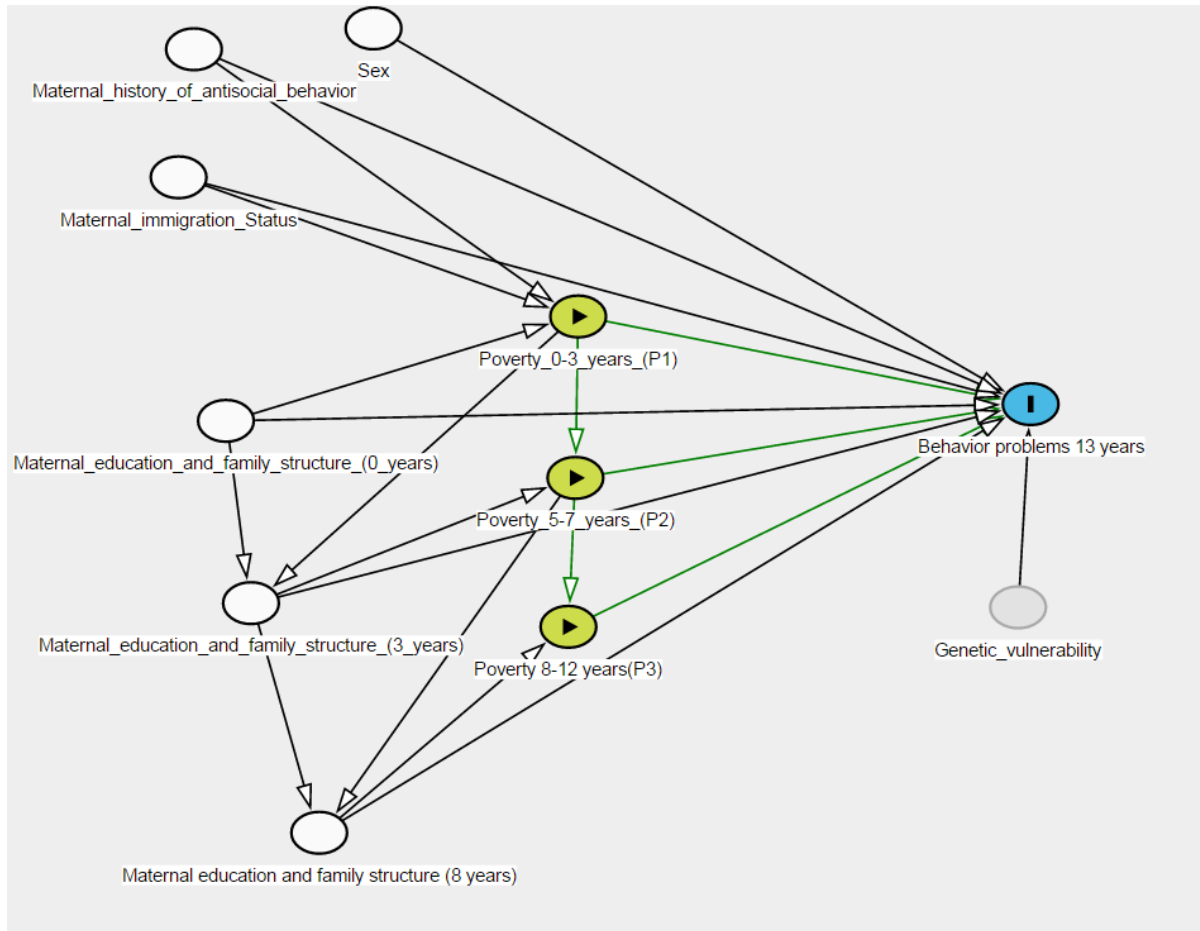 Sex
Maternal_history_of_antisocial_behavior
Maternal_immigration_Status
Poverty_0-3_years_(P1)
Behavior problems 13 years
Maternal_education_and_family_structure_(0_years)
Poverty_5-7_years_(P2)
Maternal_education_and_family_structure_(3_years)
Genetic_vulnerability
Poverty 8-12 years(P3)
Maternal education and family structure (8 years)